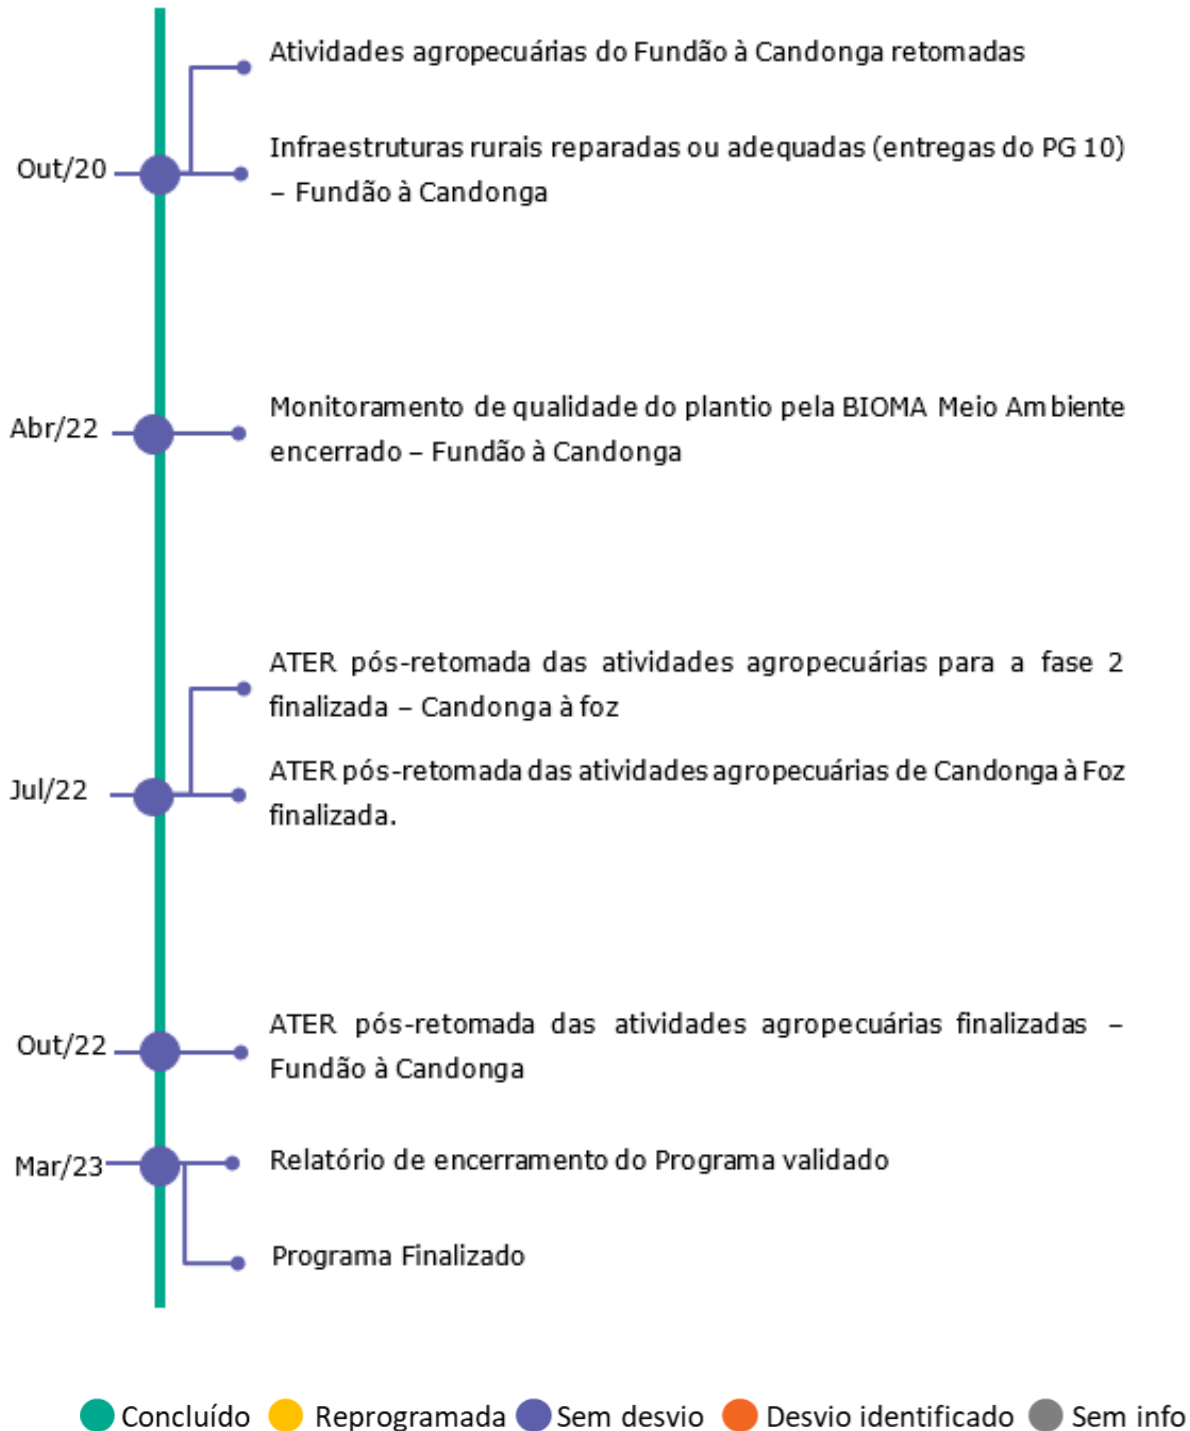 Atividades agropecuárias do Fundão à Candonga retomadas
Out/20
Infraestruturas rurais reparadas ou adequadas (entregas do PG 10)
– Fundão à Candonga
Abr/22
Monitoramento de qualidade do plantio pela BIOMA Meio Ambiente
encerrado – Fundão à Candonga
ATER pós-retomada das atividades agropecuárias para a fase 2
finalizada – Candonga à foz
Jul/22
ATER pós-retomada das atividades agropecuárias de Candonga à Foz
finalizada.
Out/22
ATER pós-retomada das atividades agropecuárias finalizadas –
Fundão à Candonga
Mar/23
Relatório de encerramento do Programa validado
Programa Finalizado
Concluído Reprogramada Sem desvio Desvio identificado Sem info